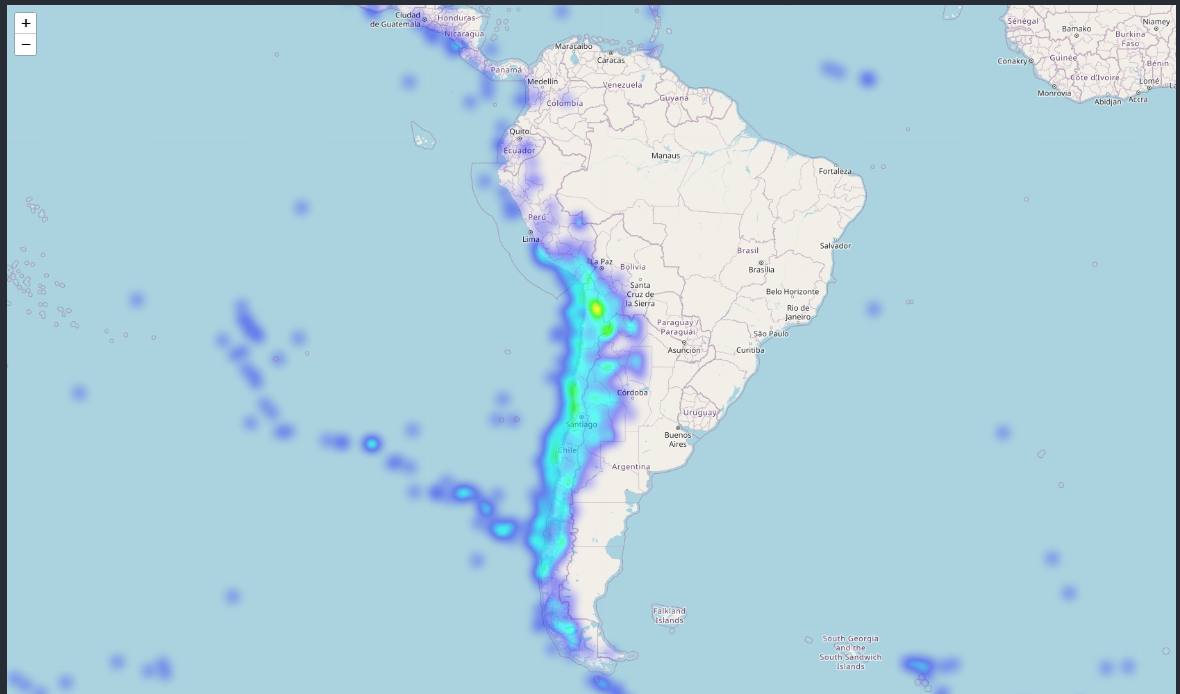 +
−
Ciudad
de Guatemala
Honduras
Nicaragua
Panamá
Maracaibo
Caracas
Medellín
Venezuela
Colombia
Guyana
Quito
Ecuador
Manaus
Fortaleza
Perú
Lima
Brasil
Salvador
La Paz
Bolivia
Brasília
Santa
Cruz de
la Sierra
Belo Horizonte
Rio de
Janeiro
Paraguay /
Paraguái
São Paulo
Asunción
Curitiba
Córdoba
Santiago
Uruguay
Chile
Buenos
Aires
Argentina
Falkland
Islands
South Georgia
and the
South Sandwich
Islands
Sénégal
Bamako
Niamey
Burkina
Faso
Conakry
Guinée
Bénin
Côte d'Ivoire
Lomé
Monrovia
Abidjan
Accra